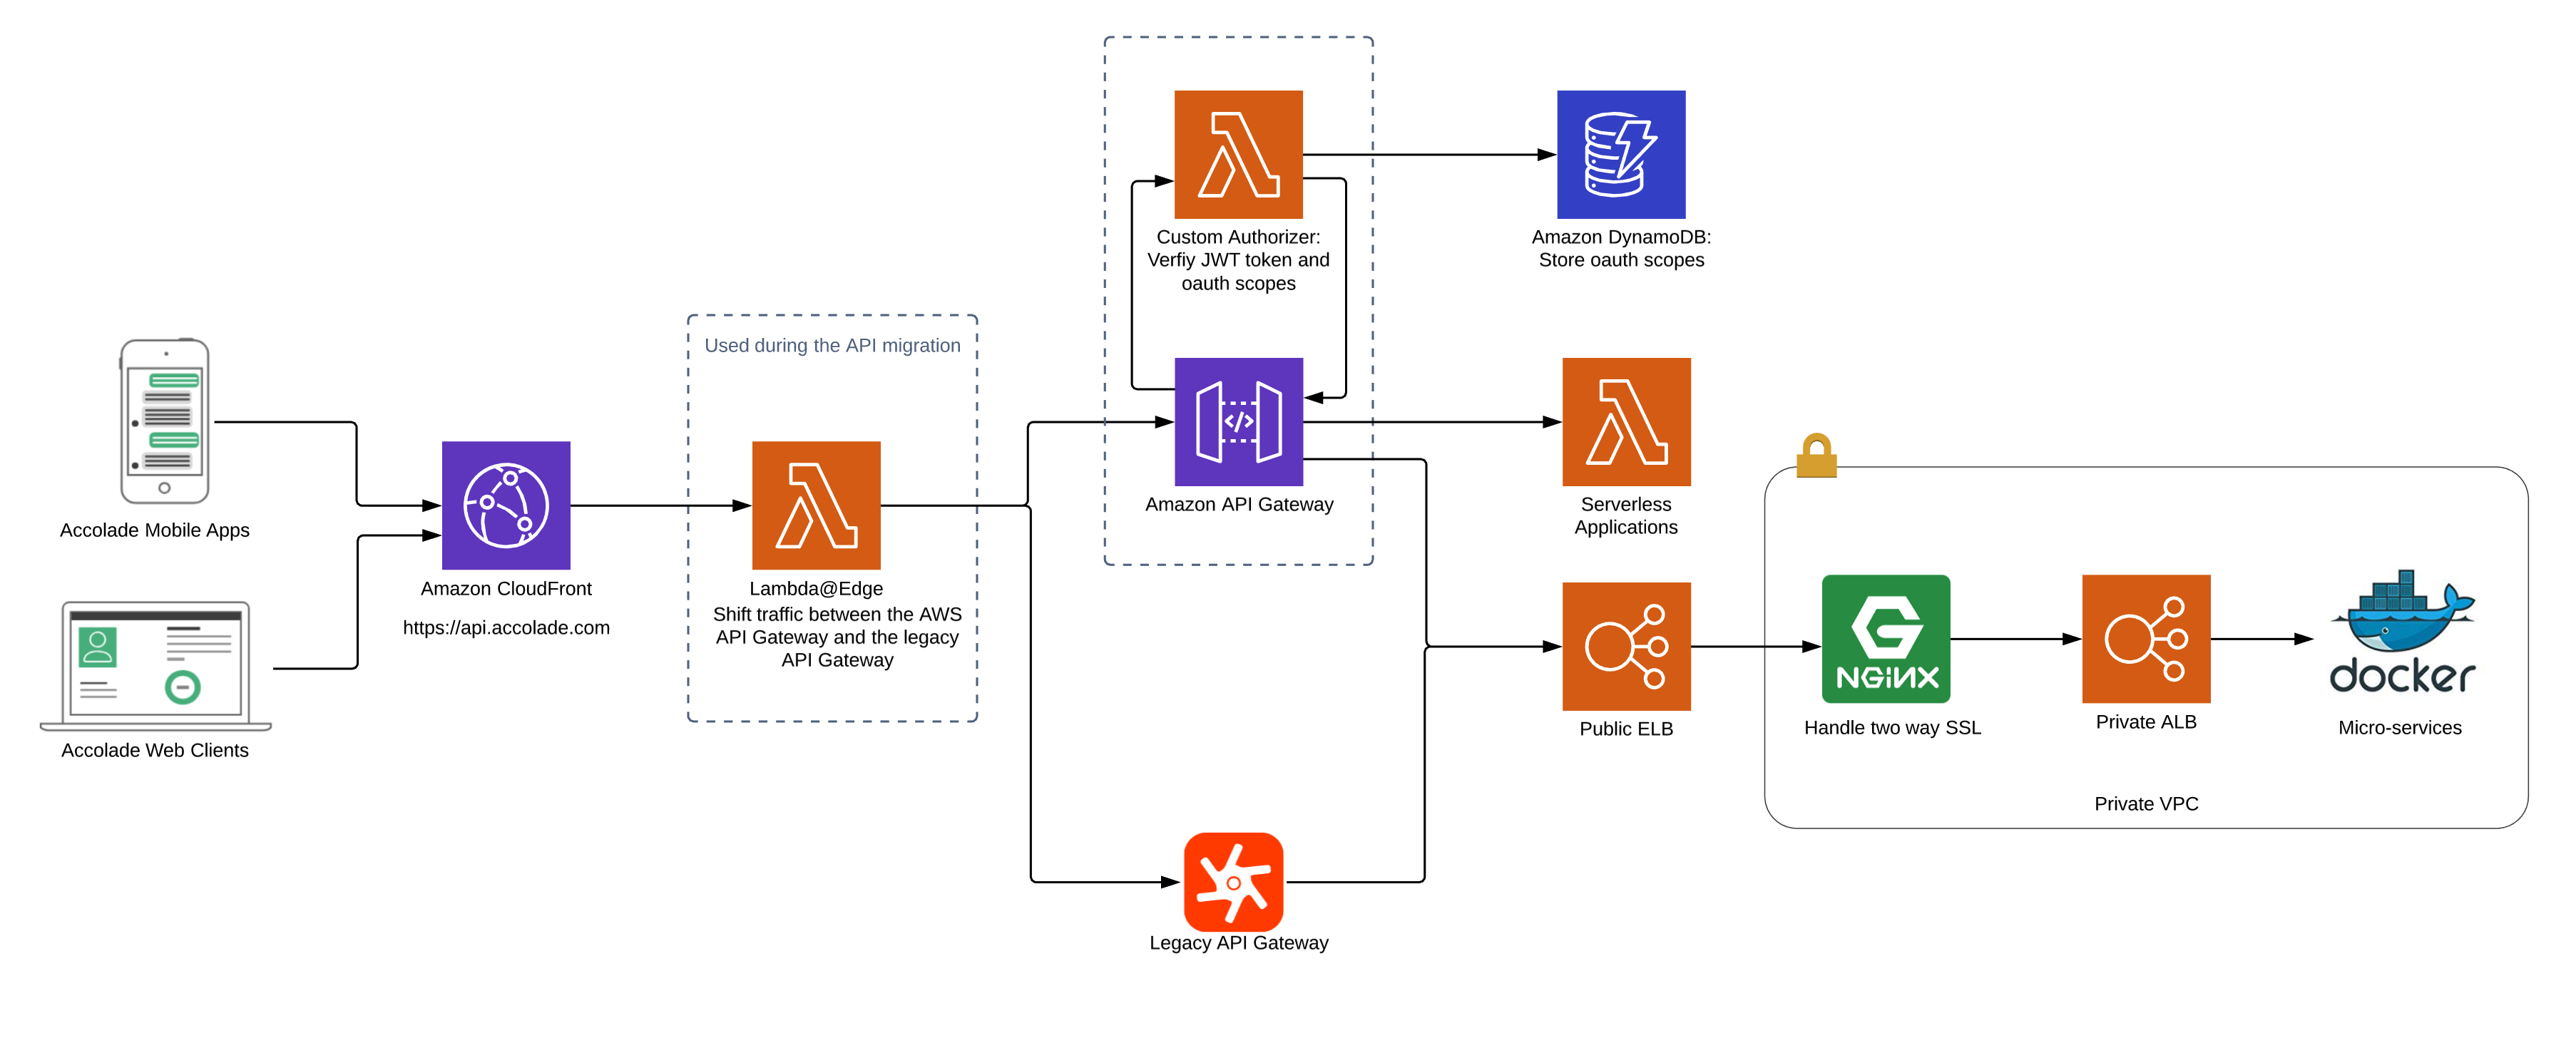 Custom Authorizer:
Verfiy JWT token and
oauth scopes
Amazon DynamoDB:
Store oauth scopes
Used during the API migration
Accolade Mobile Apps
Amazon CloudFront
https://api.accolade.com
Lambda@Edge
Shift traffic between the AWS
API Gateway and the legacy
API Gateway
</>
Amazon API Gateway
Serverless
Applications
Accolade Web Clients
Public ELB
NGINX
Handle two way SSL
Private ALB
docker
Micro-services
Private VPC
Legacy API Gateway